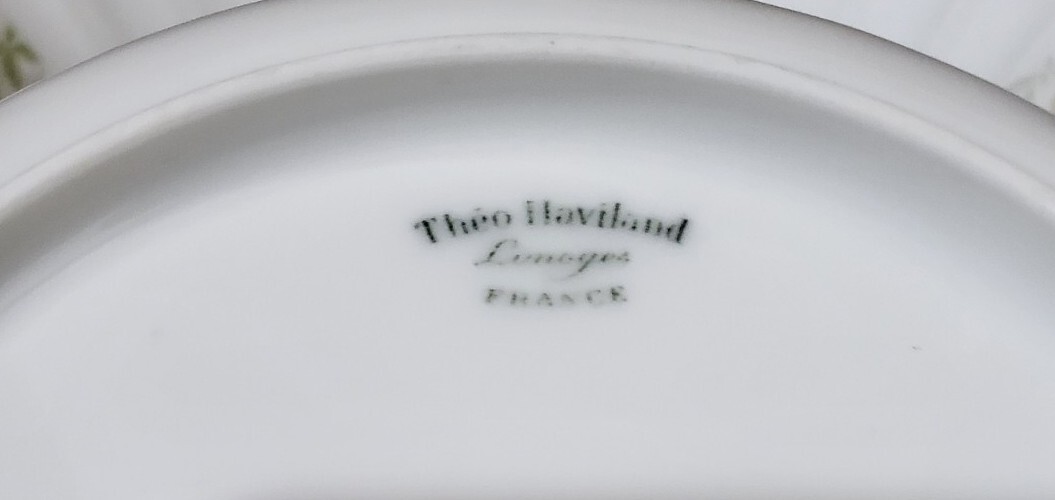 Théo Haviland
Limoges
FRANCE